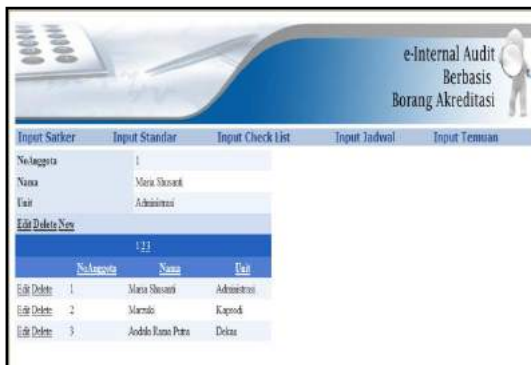 e-Internal Audit
Berbasis
Borang Akreditasi
Input Satker Input Standar Input Check List Input Jadwal Input Temuan
NoAnggota 1
Nama Maria Shusanti
Unit Administrasi
Edit Delete New
1 2 3
NoAnggota Nama Unit
Edit Delete 1 Maria Shusanti Administrasi
Edit Delete 2 Marzuki Kaprodi
Edit Delete 3 Andala Rama Putra Dekan